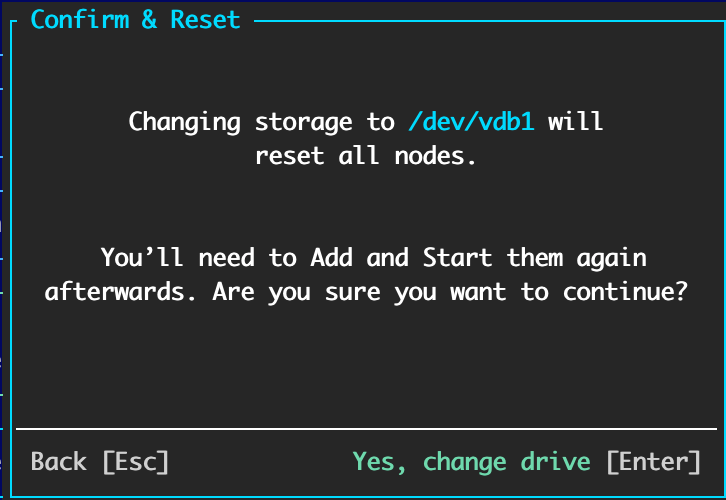 Confirm & Reset
Changing storage to /dev/vdb1 will
reset all nodes.
You’ll need to Add and Start them again
afterwards. Are you sure you want to continue?
Back [Esc]
Yes, change drive [Enter]